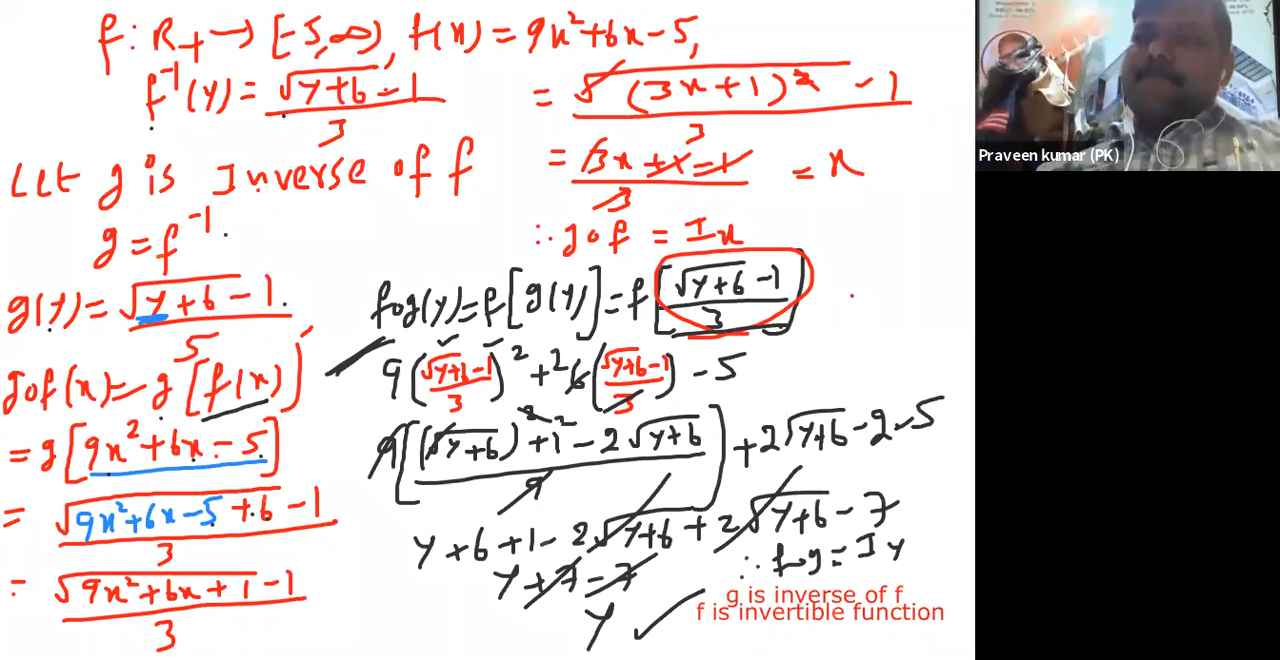 f : R+ → [-5,∞), f(x) = 9x²+6x-5,
f⁻¹(y) = (√(y+6) - 1)/3
= (√(3x+1)² - 1)/3
= (3x+1-1)/3 = x
Let g is Inverse of f
g = f⁻¹
∴ gof = Ix
g(y) = (√(y+6) - 1)/5
gof(x) = g[f(x)]
= g[9x²+6x-5]
= (√(9x²+6x-5+6) - 1)/3
= (√(9x²+6x+1) - 1)/3
fog(y) = f[g(y)] = f[(√(y+6) - 1)/3]
9((√(y+6) - 1)/3)² + ²6((√(y+6) - 1)/3) - 5
9[((√(y+6))² + 1² - 2√(y+6))/9] + 2√(y+6) - 2 - 5
y+6+1-2√(y+6)+2√(y+6)-7
y+7-7
y
∴ fog = Iy
g is inverse of f
f is invertible function
Praveen kumar (PK)